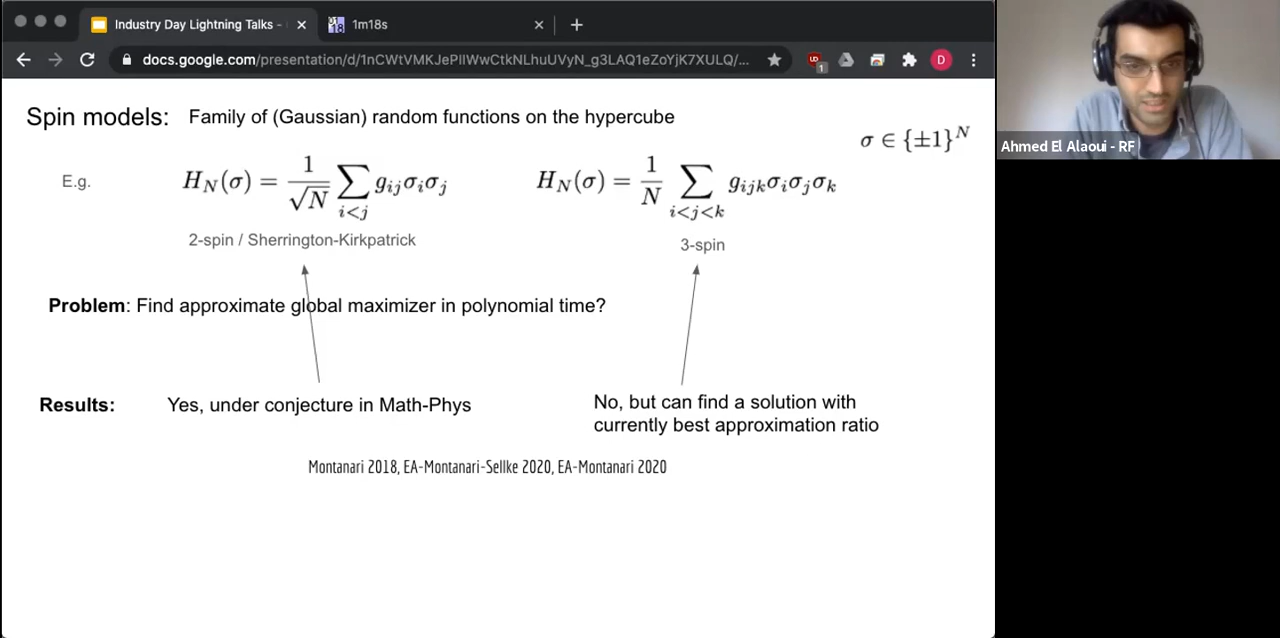 Industry Day Lightning Talks -
1m18s
docs.google.com/presentation/d/1nCWtVMKJePIIWwCtkNLhuUVyN_g3LAQ1eZoYjK7XULQ/...
1
D
Spin models: Family of (Gaussian) random functions on the hypercube
σ ∈ {±1}^N
Ahmed El Alaoui - RF
E.g. H_N(σ) = 1/√N ∑_{i<j} g_{ij}σ_iσ_j H_N(σ) = 1/N ∑_{i<j<k} g_{ijk}σ_iσ_jσ_k
2-spin / Sherrington-Kirkpatrick 3-spin
Problem: Find approximate global maximizer in polynomial time?
Results: Yes, under conjecture in Math-Phys
No, but can find a solution with
currently best approximation ratio
Montanari 2018, EA-Montanari-Sellke 2020, EA-Montanari 2020